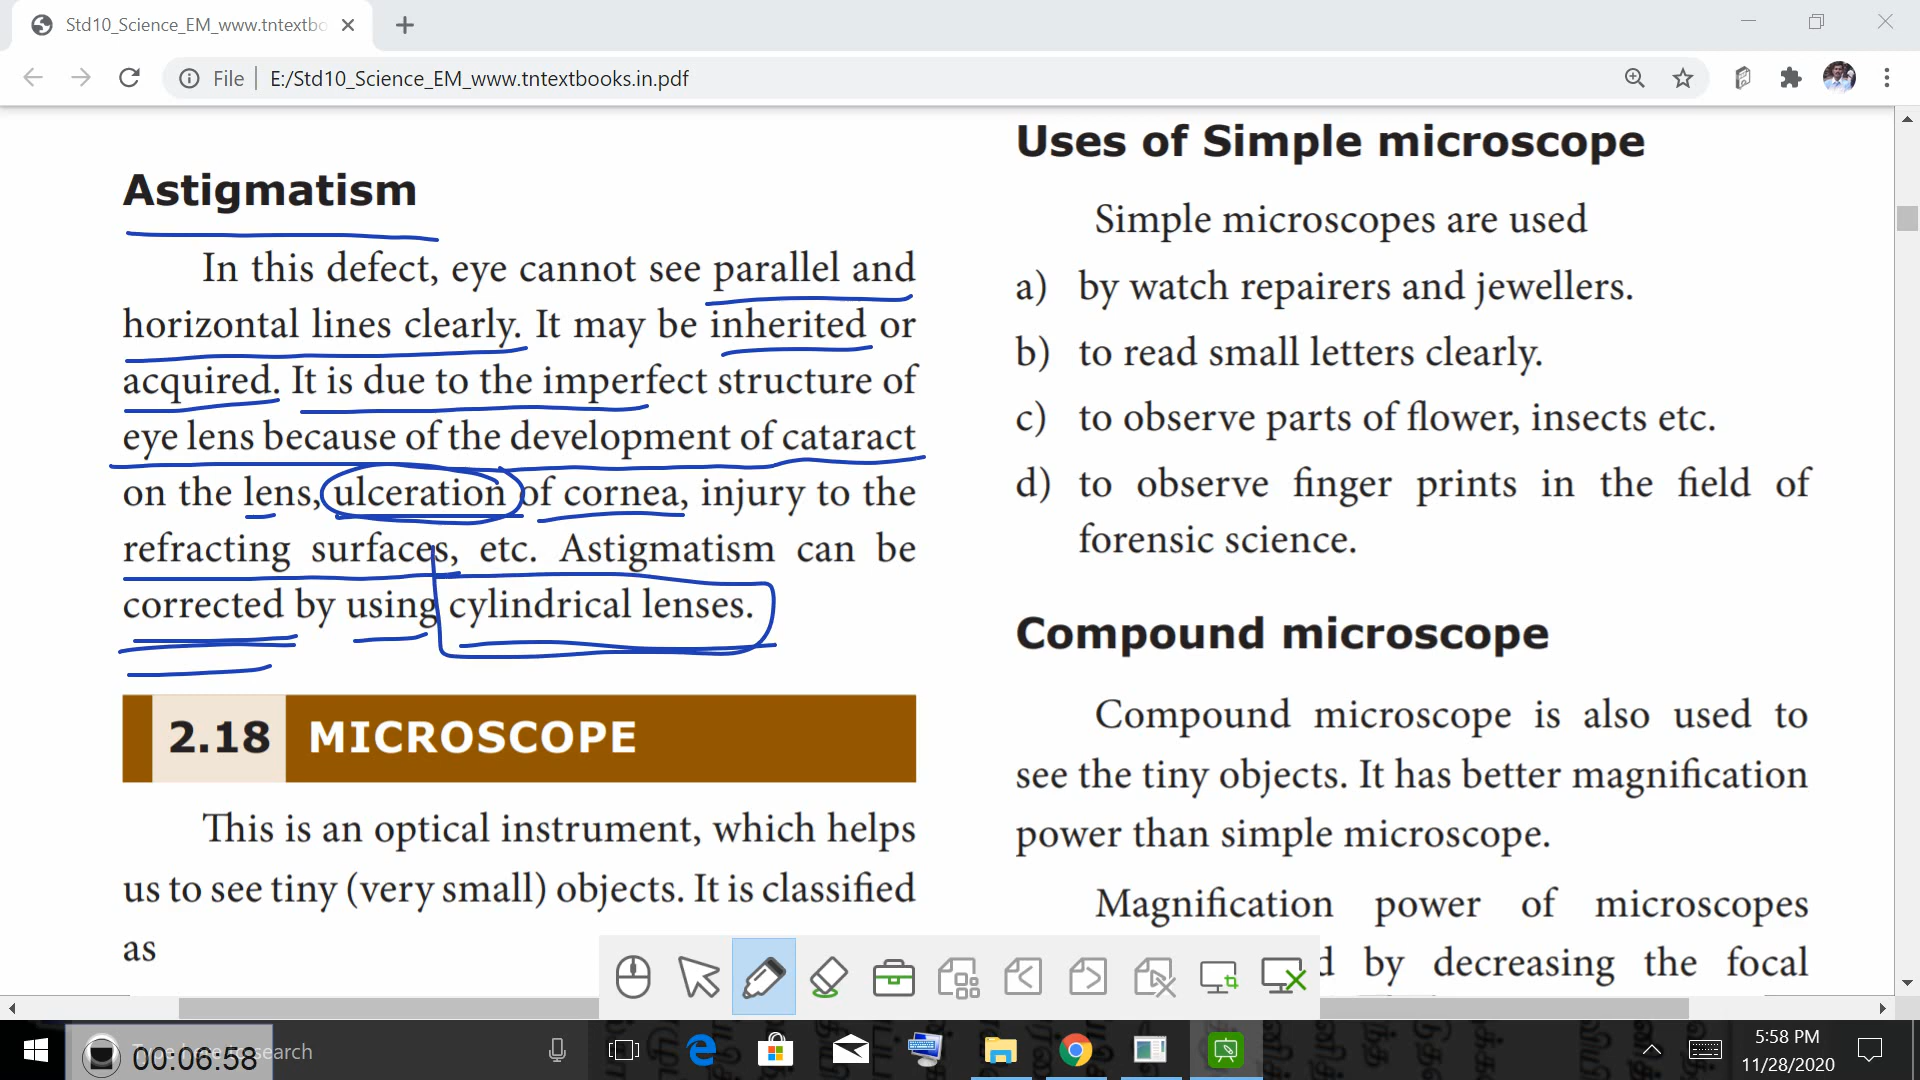 Std10_Science_EM_www.tntextbo
File
E:/Std10_Science_EM_www.tntextbooks.in.pdf
Astigmatism
In this defect, eye cannot see parallel and
horizontal lines clearly. It may be inherited or
acquired. It is due to the imperfect structure of
eye lens because of the development of cataract
on the lens, ulceration of cornea, injury to the
refracting surfaces, etc. Astigmatism can be
corrected by using cylindrical lenses.
2.18 MICROSCOPE
This is an optical instrument, which helps
us to see tiny (very small) objects. It is classified
as
Uses of Simple microscope
Simple microscopes are used
a) by watch repairers and jewellers.
b) to read small letters clearly.
c) to observe parts of flower, insects etc.
d) to observe finger prints in the field of
forensic science.
Compound microscope
Compound microscope is also used to
see the tiny objects. It has better magnification
power than simple microscope.
Magnification power of microscopes
d by decreasing the focal
00:06:58
search
5:58 PM
11/28/2020